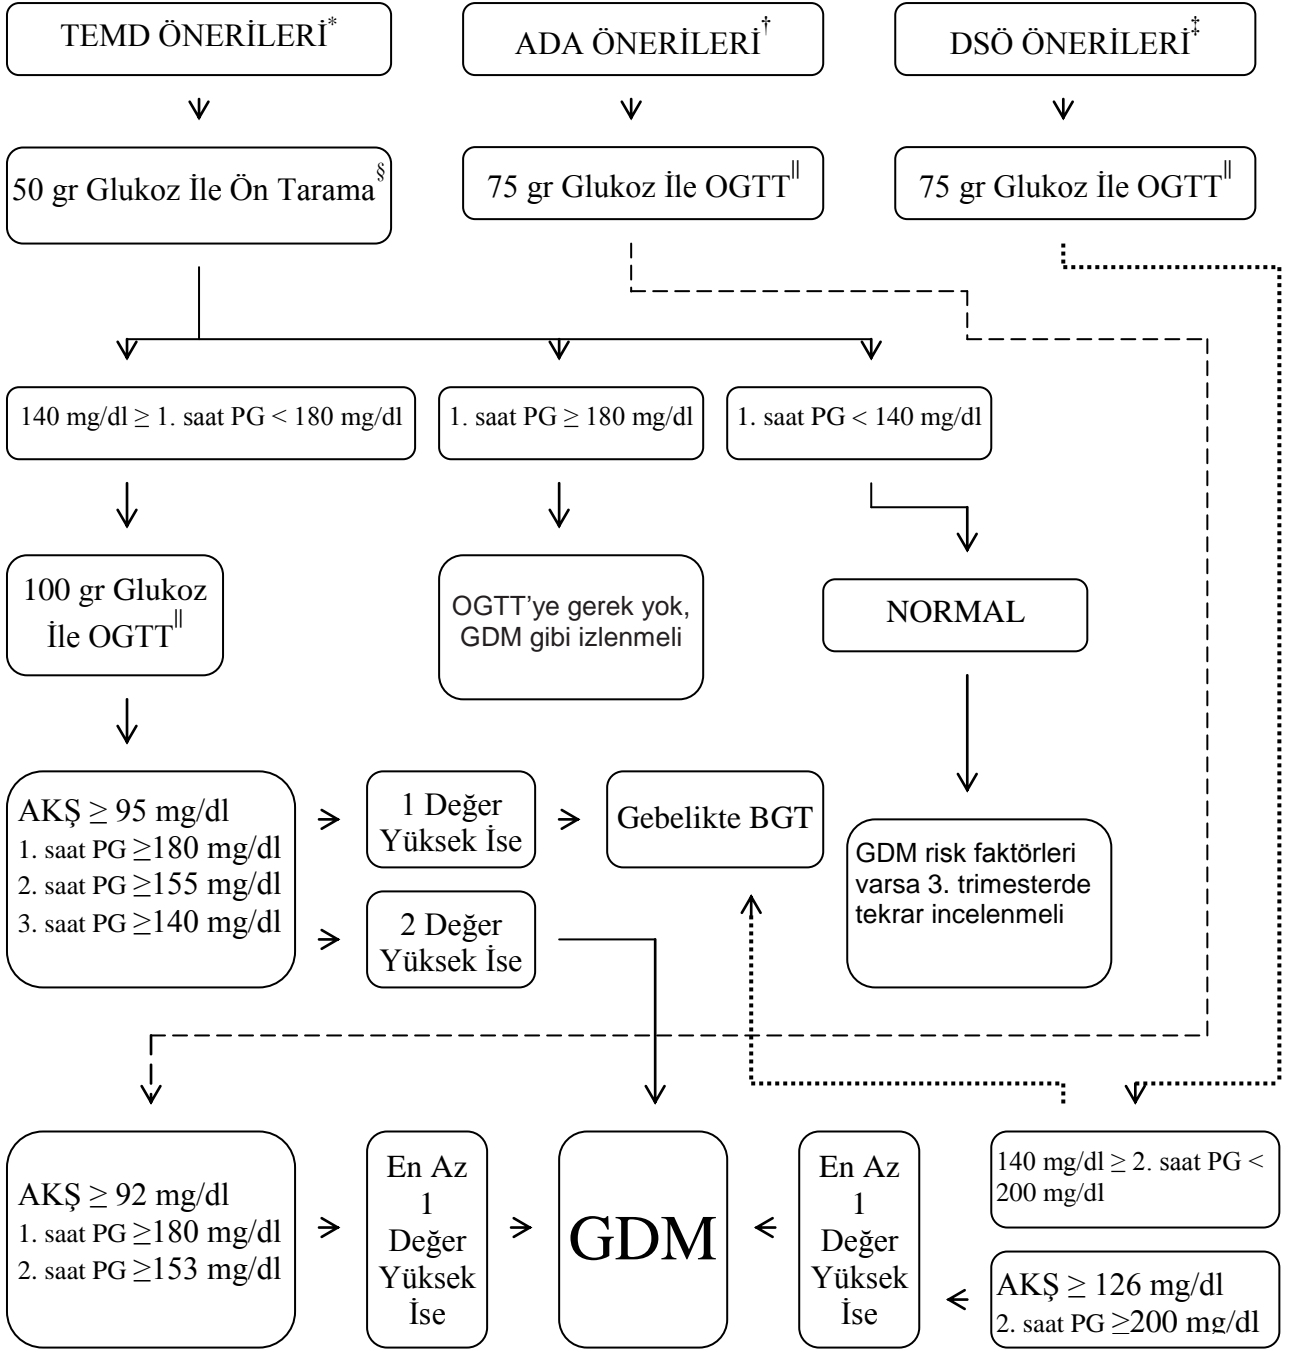 TEMD ÖNERİLERİ*
ADA ÖNERİLERİ†
DSÖ ÖNERİLERİ‡
50 gr Glukoz İle Ön Tarama§
75 gr Glukoz İle OGTT||
75 gr Glukoz İle OGTT||
140 mg/dl ≥ 1. saat PG < 180 mg/dl
1. saat PG ≥ 180 mg/dl
1. saat PG < 140 mg/dl
100 gr Glukoz
İle OGTT||
OGTT’ye gerek yok,
GDM gibi izlenmeli
NORMAL
AKŞ ≥ 95 mg/dl
1. saat PG ≥180 mg/dl
2. saat PG ≥155 mg/dl
3. saat PG ≥140 mg/dl
1 Değer
Yüksek İse
Gebelikte BGT
2 Değer
Yüksek İse
GDM risk faktörleri
varsa 3. trimesterde
tekrar incelenmeli
AKŞ ≥ 92 mg/dl
1. saat PG ≥180 mg/dl
2. saat PG ≥153 mg/dl
En Az
1
Değer
Yüksek
İse
GDM
En Az
1
Değer
Yüksek
İse
140 mg/dl ≥ 2. saat PG <
200 mg/dl
AKŞ ≥ 126 mg/dl
2. saat PG ≥200 mg/dl